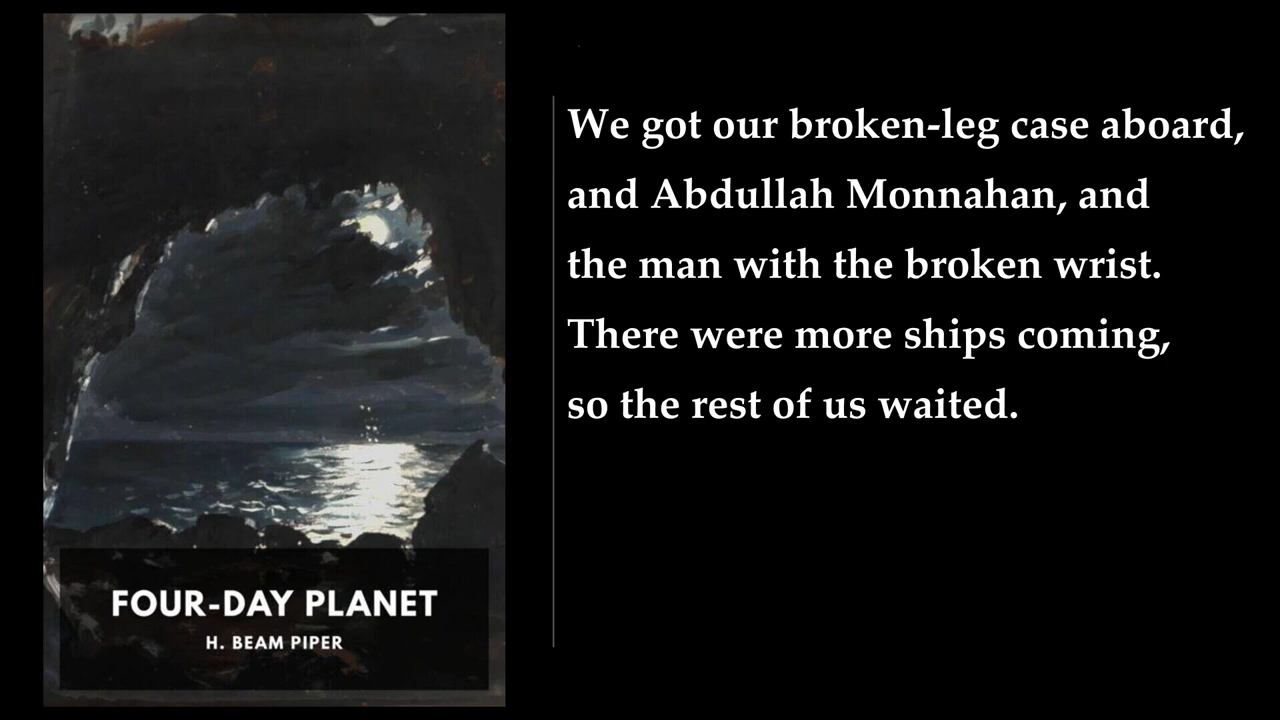 We got our broken-leg case aboard,
and Abdullah Monnahan, and
the man with the broken wrist.
There were more ships coming,
so the rest of us waited.
FOUR-DAY PLANET
H. BEAM PIPER